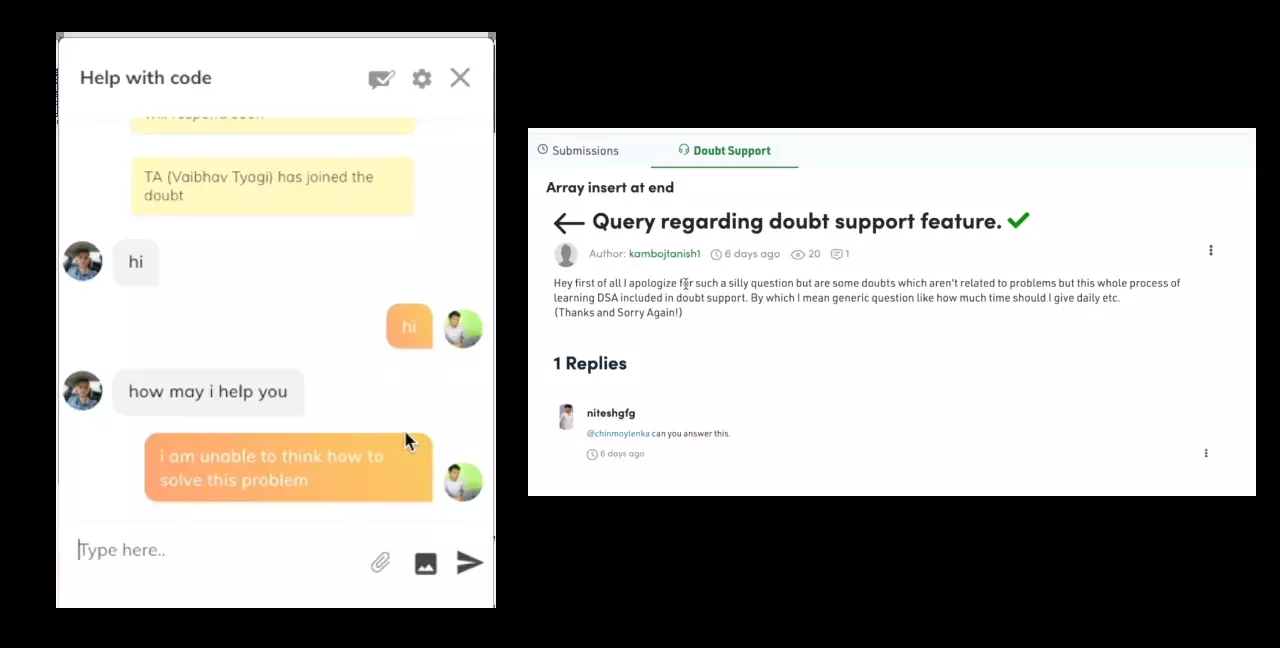 Help with code
TA (Vaibhav Tyagi) has joined the
doubt
hi
hi
how may i help you
i am unable to think how to
solve this problem
Type here..
Submissions
Doubt Support
Array insert at end
Query regarding doubt support feature.
Author: kambojtanish1 6 days ago 20 1
Hey first of all I apologize for such a silly question but are some doubts which aren't related to problems but this whole process of
learning DSA included in doubt support. By which I mean generic question like how much time should I give daily etc.
(Thanks and Sorry Again!)
1 Replies
niteshgfg
@chinmoylenka can you answer this.
6 days ago